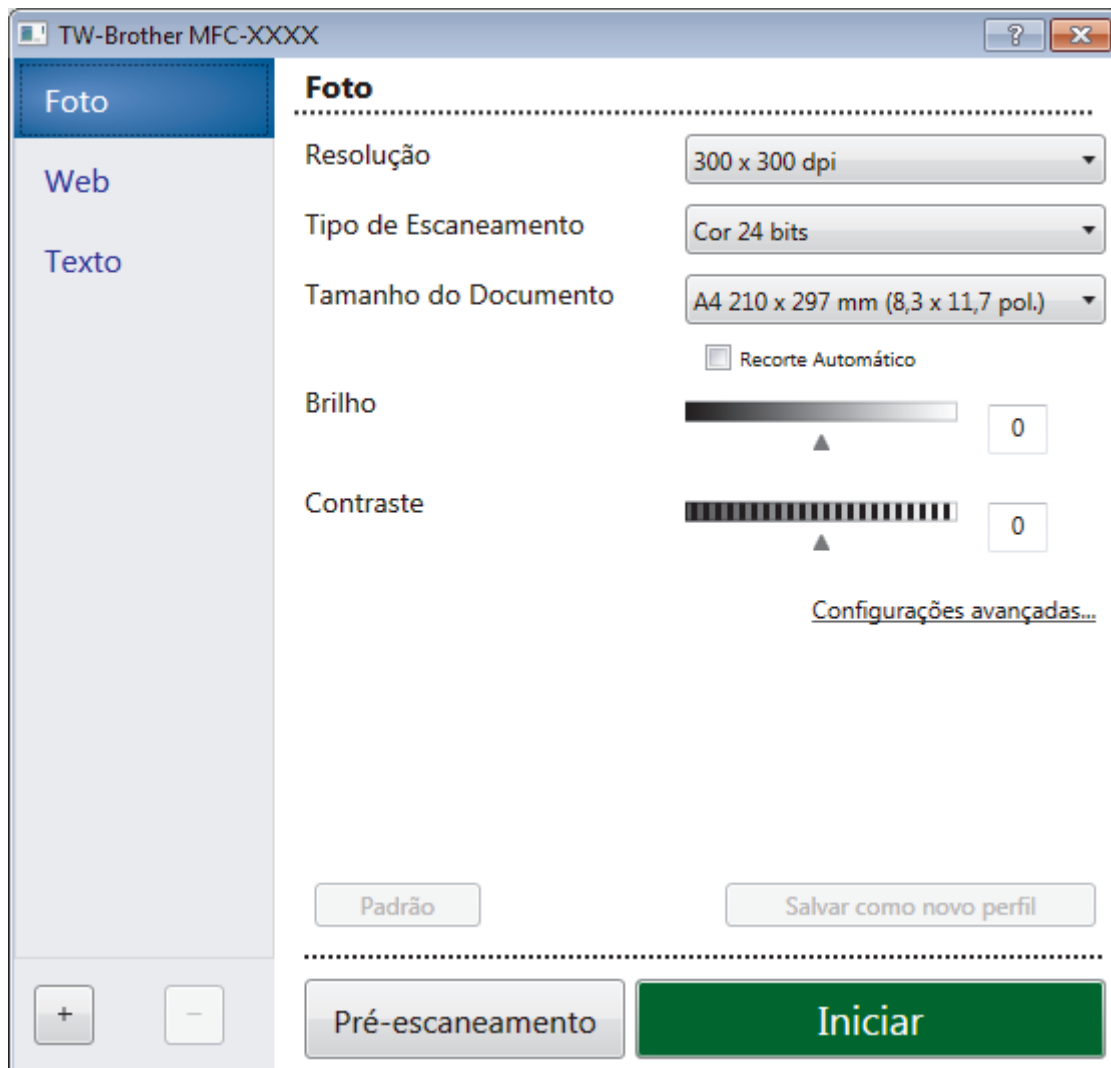 TW-Brother MFC-XXXX
?
Foto
Web
Texto
Foto
Resolução
300 x 300 dpi
Tipo de Escaneamento
Cor 24 bits
Tamanho do Documento
A4 210 x 297 mm (8,3 x 11,7 pol.)
Recorte Automático
Brilho
0
Contraste
0
Configurações avançadas...
Padrão
Salvar como novo perfil
+
−
Pré-escaneamento
Iniciar